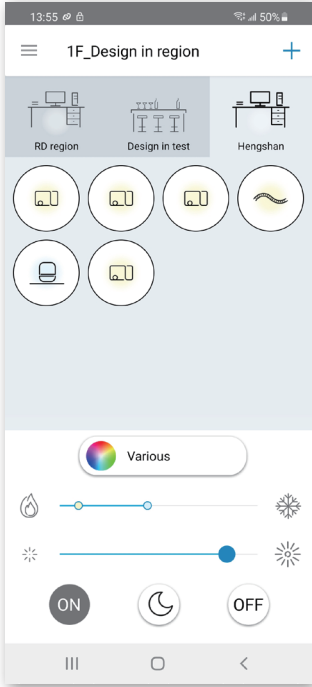 13:55 50%
1F_Design in region
RD region Design in test Hengshan
Various
ON OFF